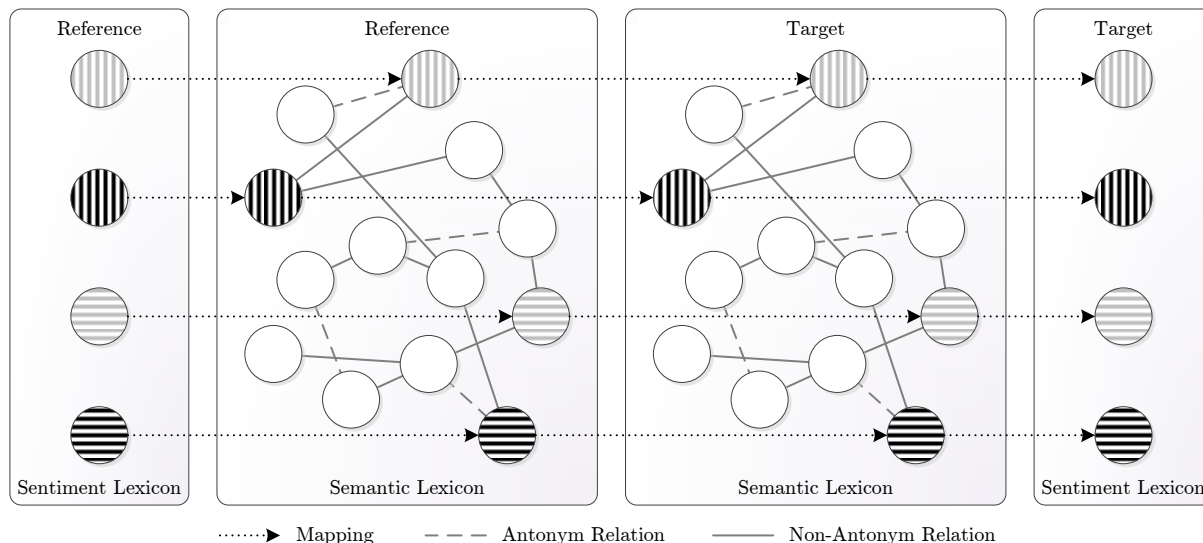 Reference
Reference
Target
Target
Sentiment Lexicon
Semantic Lexicon
Semantic Lexicon
Sentiment Lexicon
Mapping
Antonym Relation
Non-Antonym Relation